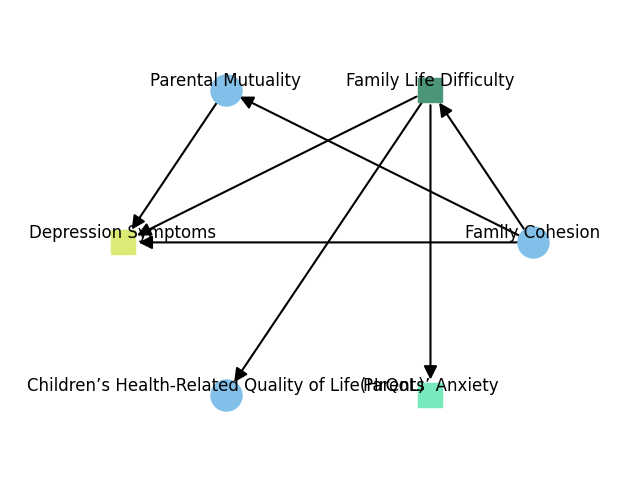 Parental Mutuality
Family Life Difficulty
Depression Symptoms
Family Cohesion
Children’s Health-Related Quality of Life (HrQoL)
Parents’ Anxiety